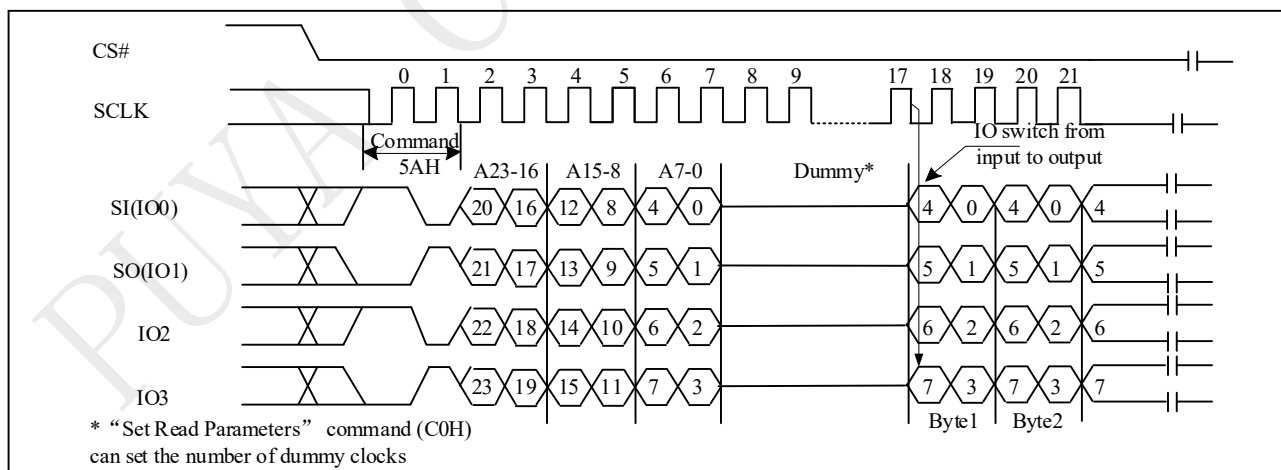 CS#
0 1 2 3 4 5 6 7 8 9 17 18 19 20 21
SCLK
Command
5AH
IO switch from
input to output
A23-16 A15-8 A7-0 Dummy*
SI(IO0) 20 16 12 8 4 0 4 0 4 0 4
SO(IO1) 21 17 13 9 5 1 5 1 5 1 5
IO2 22 18 14 10 6 2 6 2 6 2 6
IO3 23 19 15 11 7 3 7 3 7 3 7
Byte1 Byte2
* “Set Read Parameters” command (C0H)
can set the number of dummy clocks
PUYA